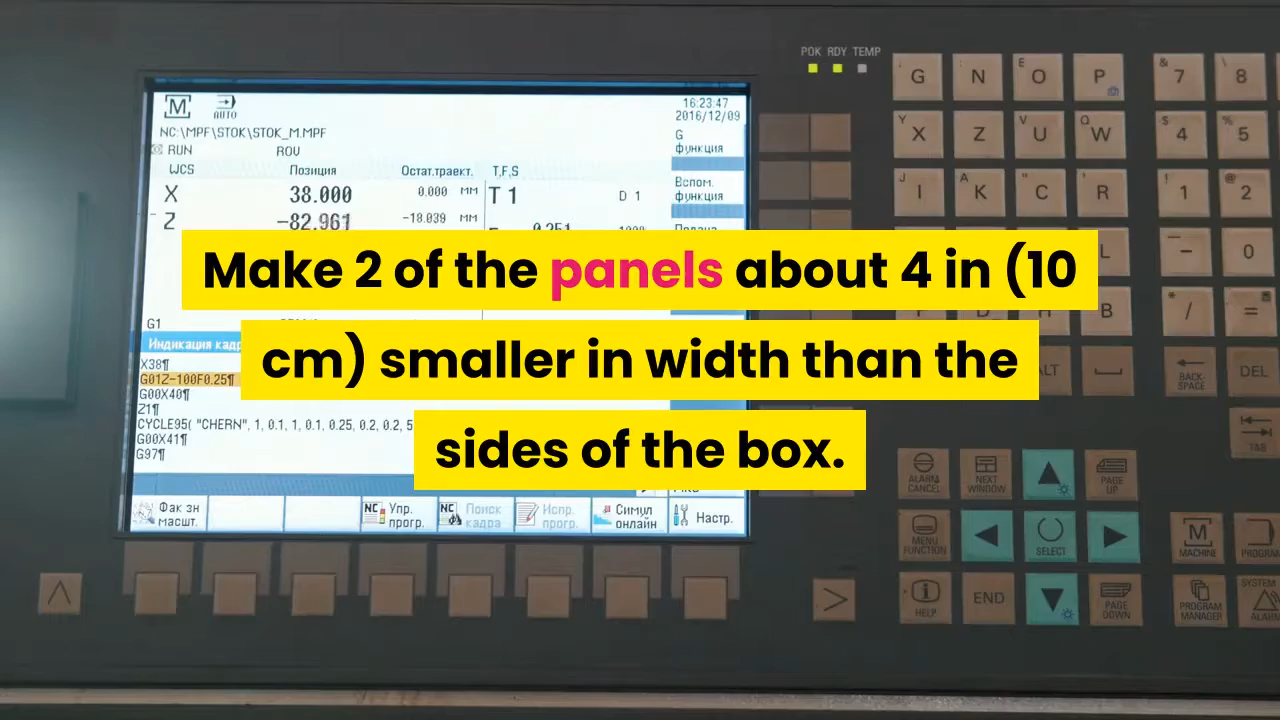 POK RDY TEMP
16:23:47
2016/12/09
M
AUTO
NC:\MPF\STOK\STOK_M.MPF
RUN ROV
G
функция
WCS Позиция Остат.траект. T,F,S
X 38.000 0.000 мм T 1 D 1
Z -82.961 -18.039 мм
Вспом.
функция
Make 2 of the panels about 4 in (10
cm) smaller in width than the
sides of the box.
G1
X38¶
G01Z-100F0.25¶
G00X40¶
Z1¶
CYCLE95( "CHERN", 1, 0.1, 1, 0.1, 0.25, 0.2, 0.2, 5
G00X41¶
G97¶
Фак зн
масшт.
NC Упр.
прогр.
NC Поиск
кадра
Испр.
прогр.
Симул
онлайн
Настр.
: G : N E O P & 7 \ 8
Y X Z V U Q W $ 4 % 5
J I A K " C ' R ! 1 @ 2
L - 0
B * / =
ALT BACK SPACE DEL
TAB
ALARM CANCEL NEXT WINDOW PAGE UP
MENU FUNCTION SELECT M MACHINE PROGRAM
HELP END PAGE DOWN PROGRAM MANAGER SYSTEM ALARM